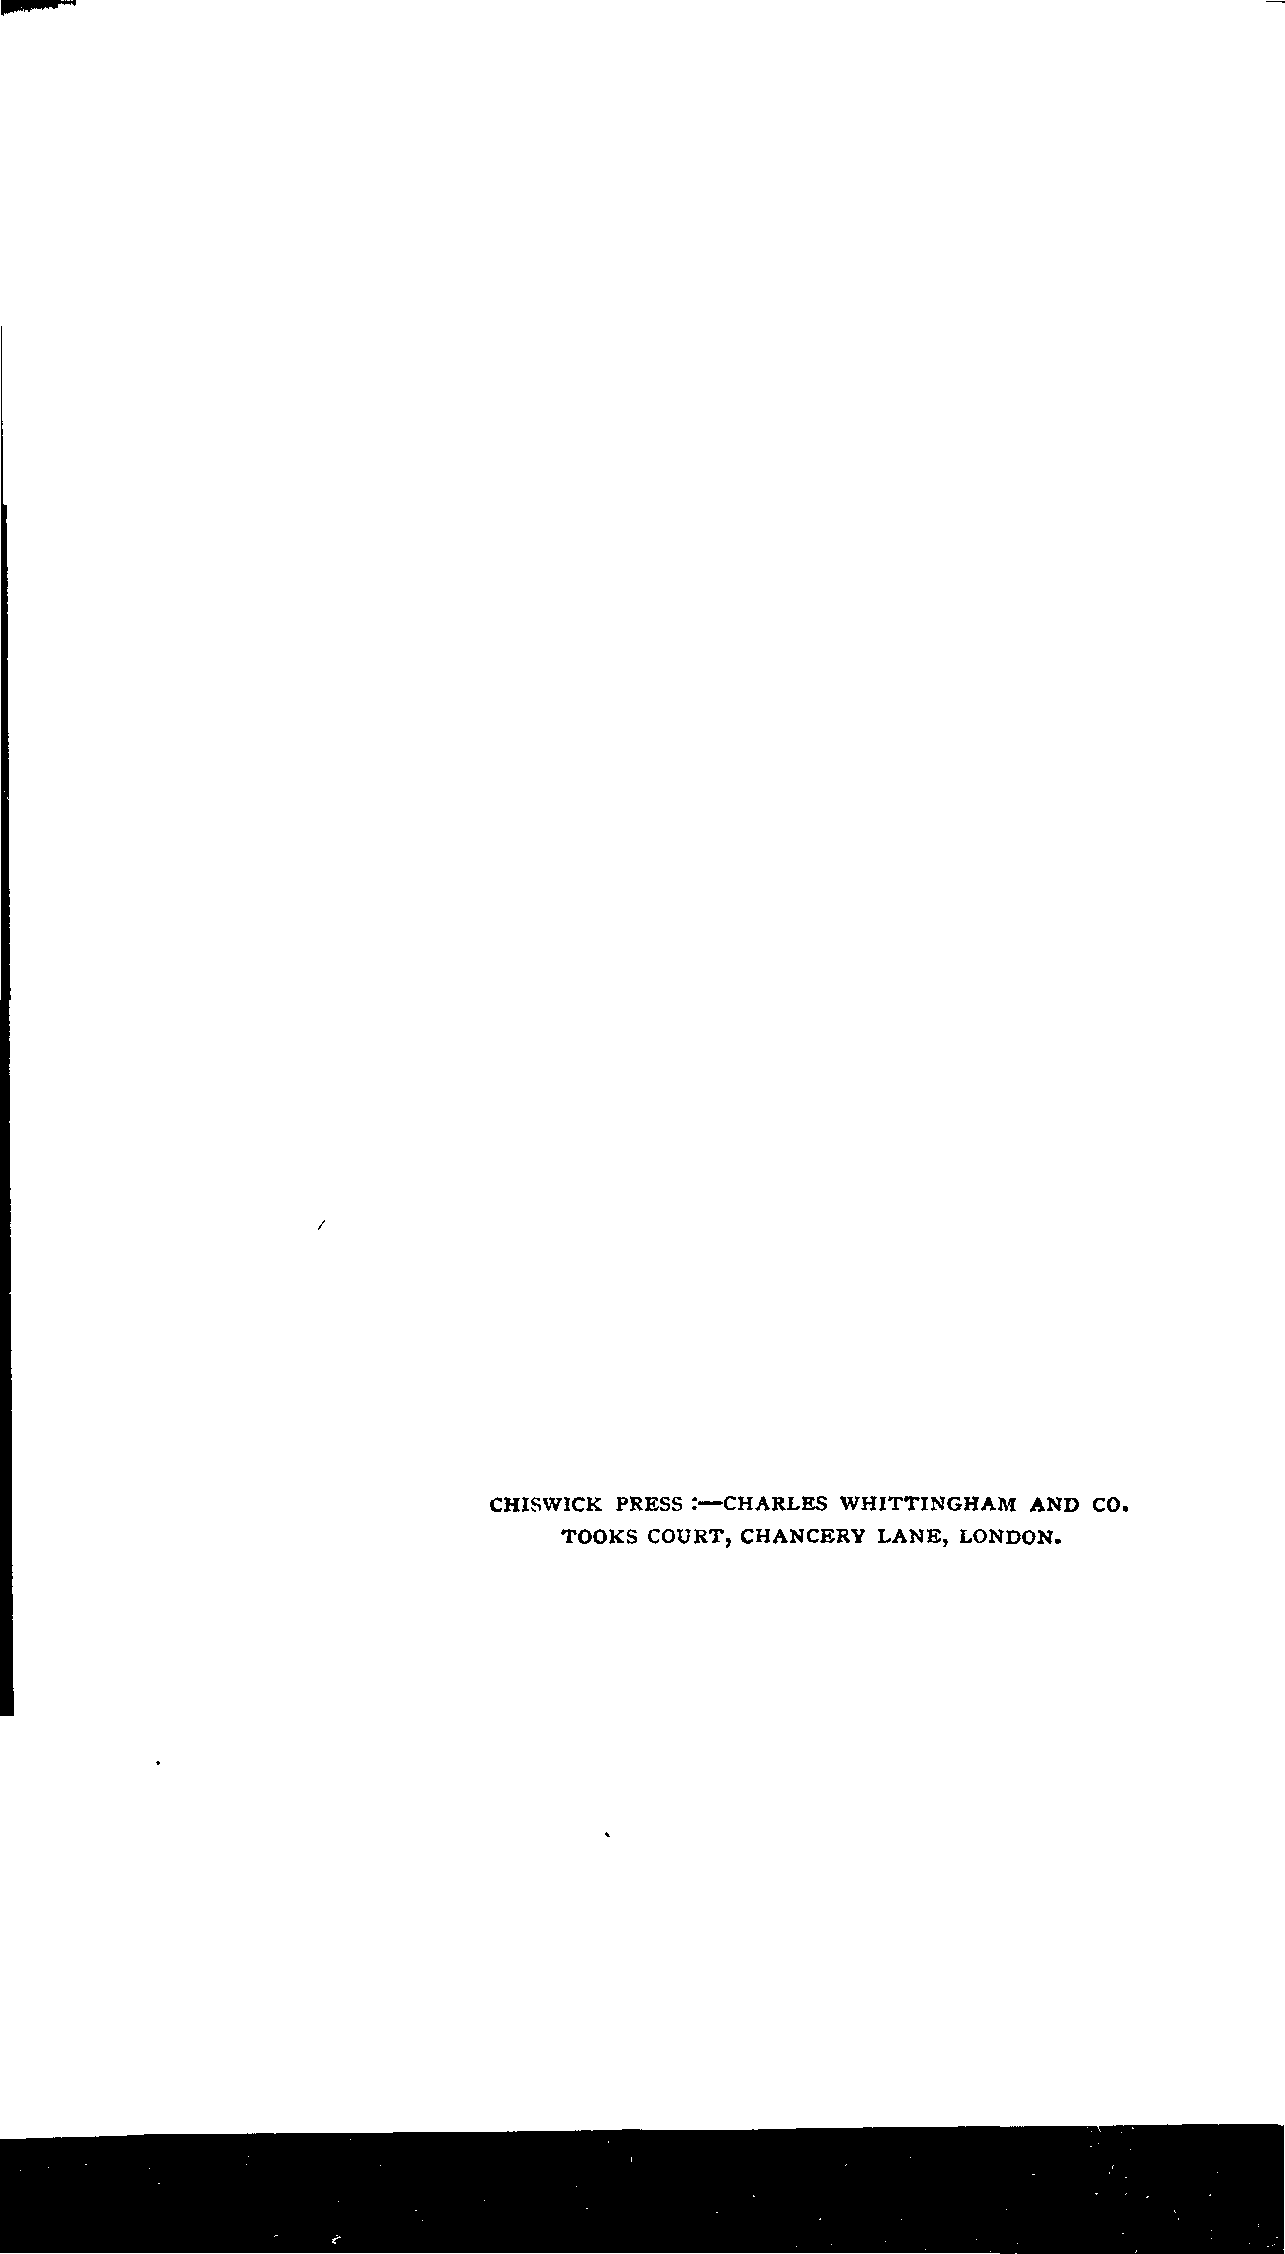 CHISWICK PRESS :—CHARLES WHITTINGHAM AND CO.
TOOKS COURT, CHANCERY LANE, LONDON.